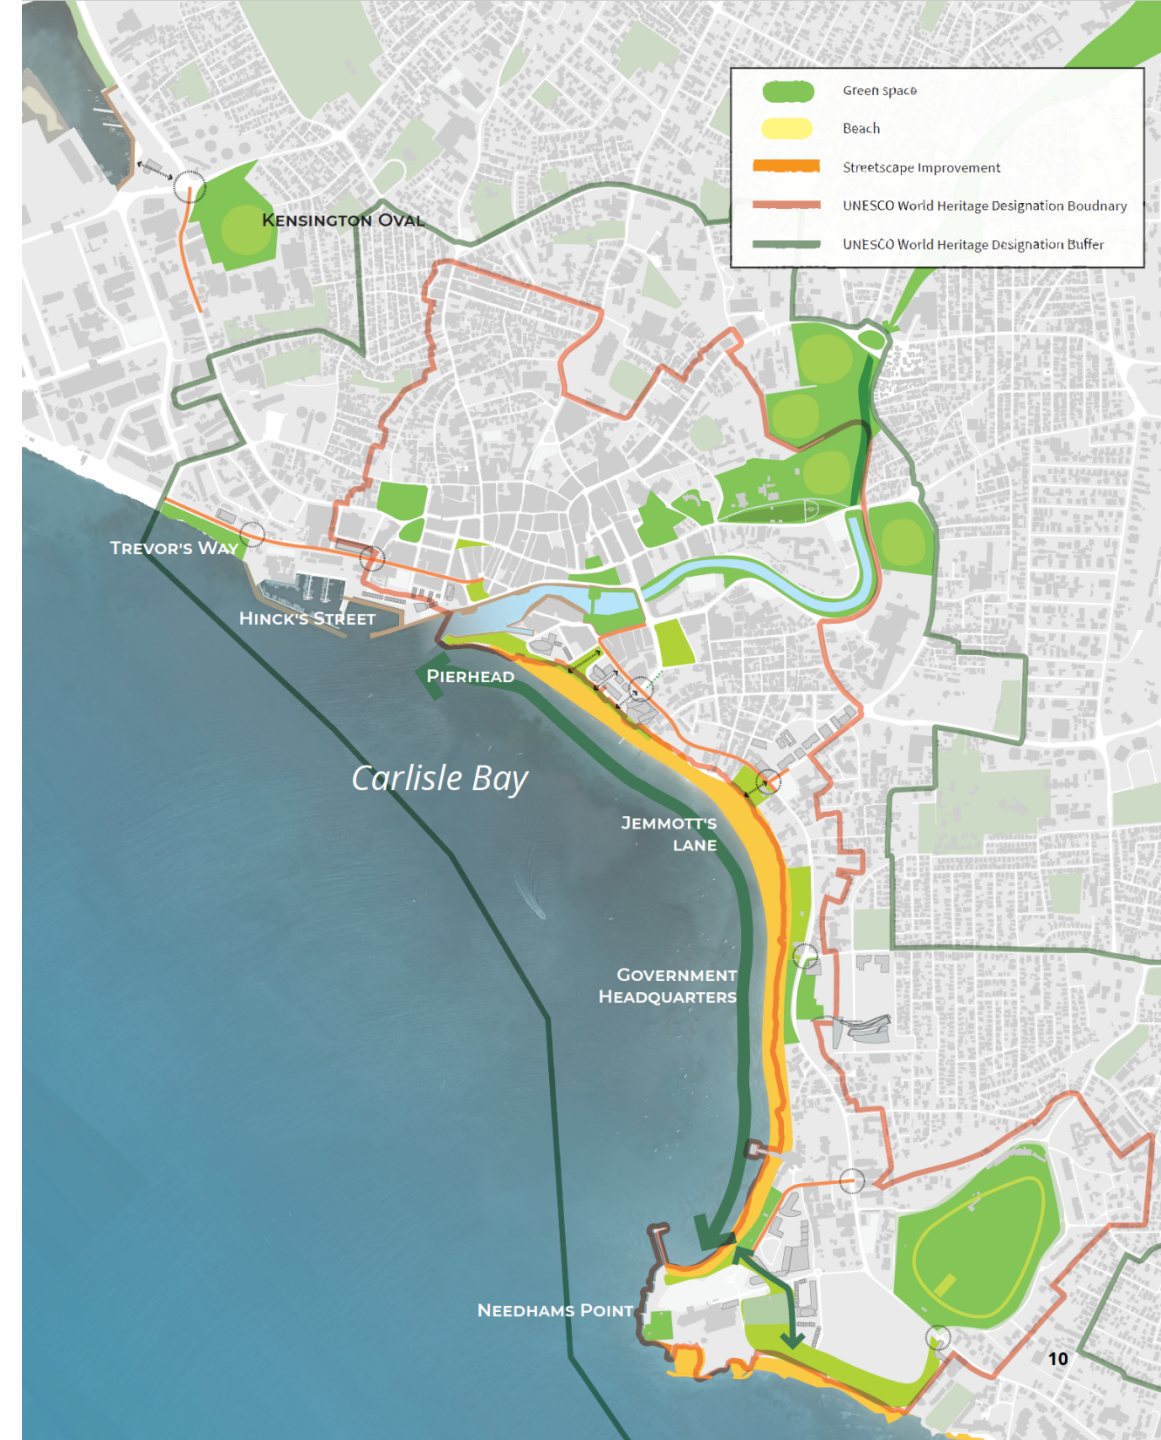 Green space
Beach
Streetscape Improvement
UNESCO World Heritage Designation Boudnary
UNESCO World Heritage Designation Buffer
KENSINGTON OVAL
TREVOR'S WAY
HINCK'S STREET
PIERHEAD
Carlisle Bay
JEMMOTT'S
LANE
GOVERNMENT
HEADQUARTERS
NEEDHAMS POINT
10